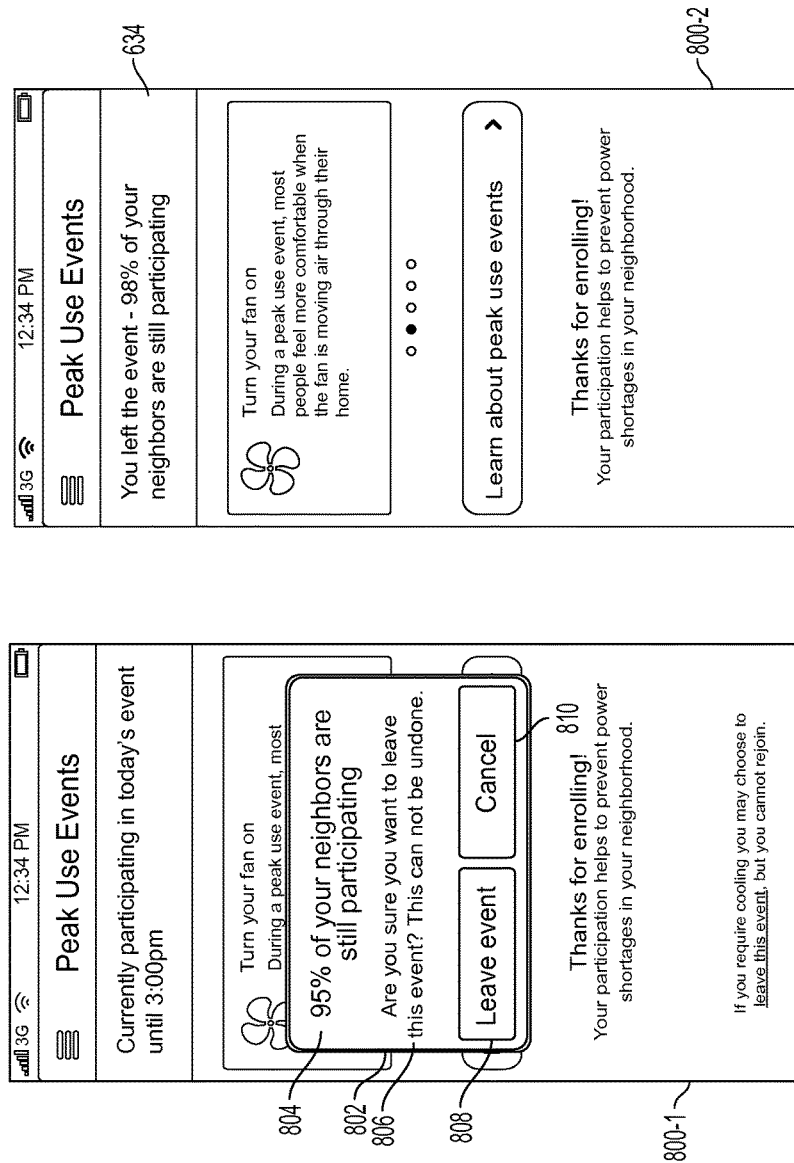 3G
12:34 PM
Peak Use Events
Currently participating in today's event
until 3:00pm
Turn your fan on
During a peak use event, most
804
95% of your neighbors are
still participating
802
806
Are you sure you want to leave
this event? This can not be undone.
808
Leave event
Cancel
810
Thanks for enrolling!
Your participation helps to prevent power
shortages in your neighborhood.
If you require cooling you may choose to
leave this event, but you cannot rejoin.
800-1
3G
12:34 PM
Peak Use Events
You left the event - 98% of your
neighbors are still participating
634
Turn your fan on
During a peak use event, most
people feel more comfortable when
the fan is moving air through their
home.
Learn about peak use events
Thanks for enrolling!
Your participation helps to prevent power
shortages in your neighborhood.
800-2